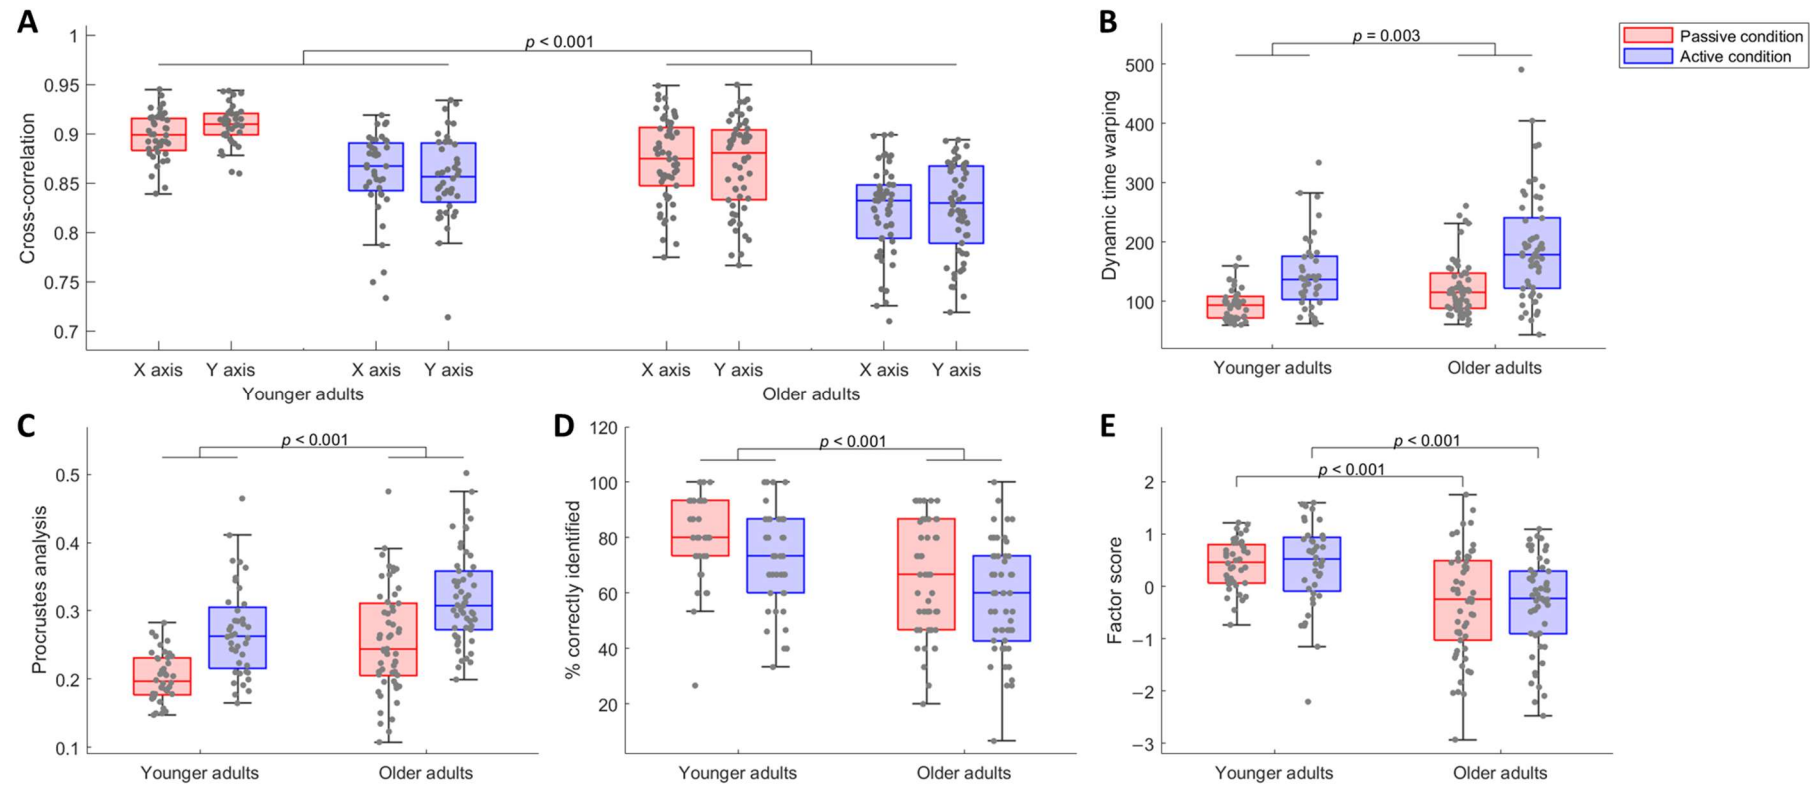 A
p < 0.001
1
0.95
0.9
0.85
0.8
0.75
0.7
Cross-correlation
X axis Y axis X axis Y axis X axis Y axis X axis Y axis
Younger adults Older adults
B
p = 0.003
500
400
300
200
100
Dynamic time warping
Younger adults Older adults
Passive condition
Active condition
C
p < 0.001
0.5
0.4
0.3
0.2
0.1
Procrustes analysis
Younger adults Older adults
D
p < 0.001
120
100
80
60
40
20
% correctly identified
Younger adults Older adults
E
p < 0.001
p < 0.001
2
1
0
−1
−2
−3
Factor score
Younger adults Older adults